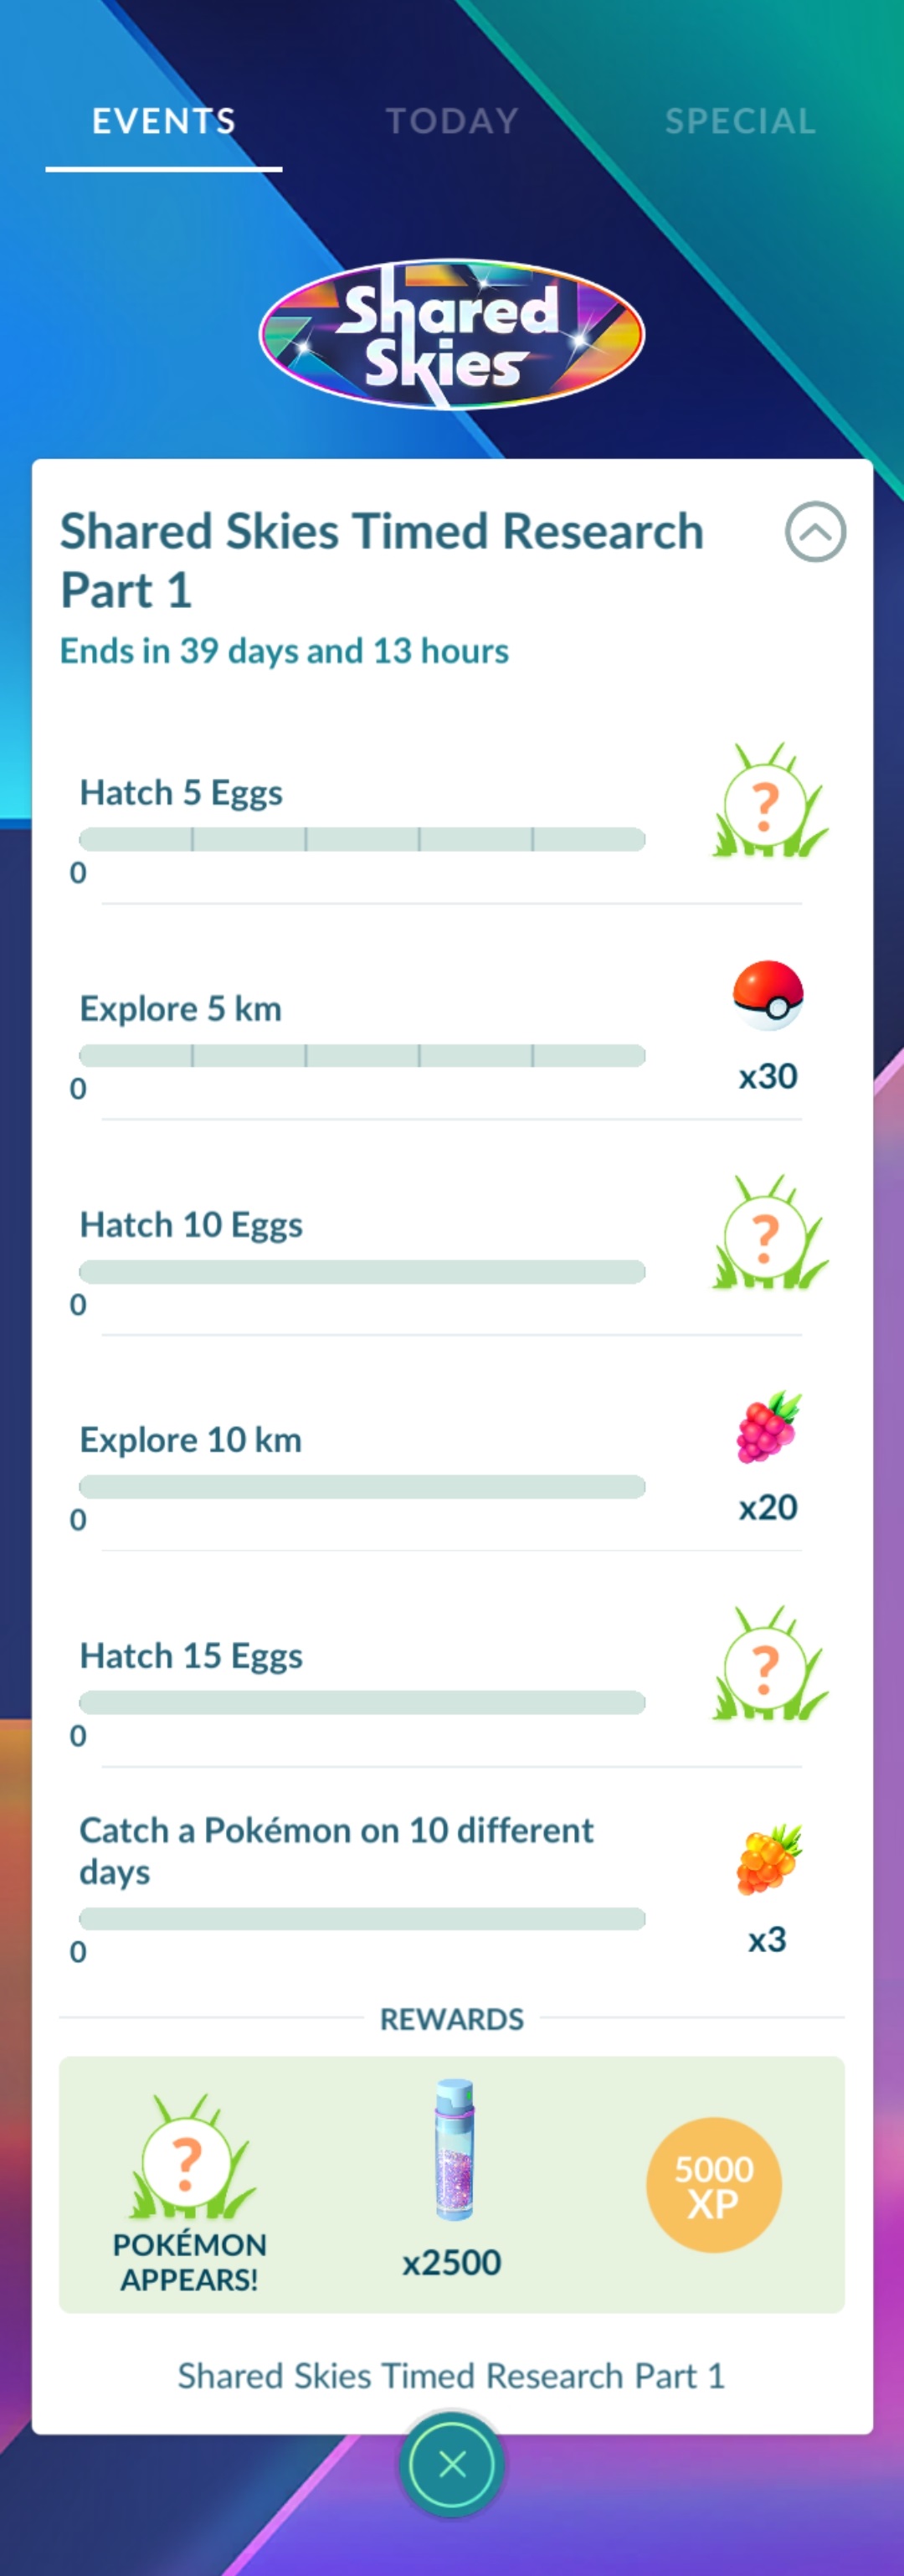 EVENTS TODAY SPECIAL
Shared
Skies
Shared Skies Timed Research
Part 1
Ends in 39 days and 13 hours
Hatch 5 Eggs
?
0
Explore 5 km
0
x30
Hatch 10 Eggs
?
0
Explore 10 km
0
x20
Hatch 15 Eggs
?
0
Catch a Pokémon on 10 different
days
0
x3
REWARDS
?
POKÉMON
APPEARS!
x2500
5000
XP
Shared Skies Timed Research Part 1